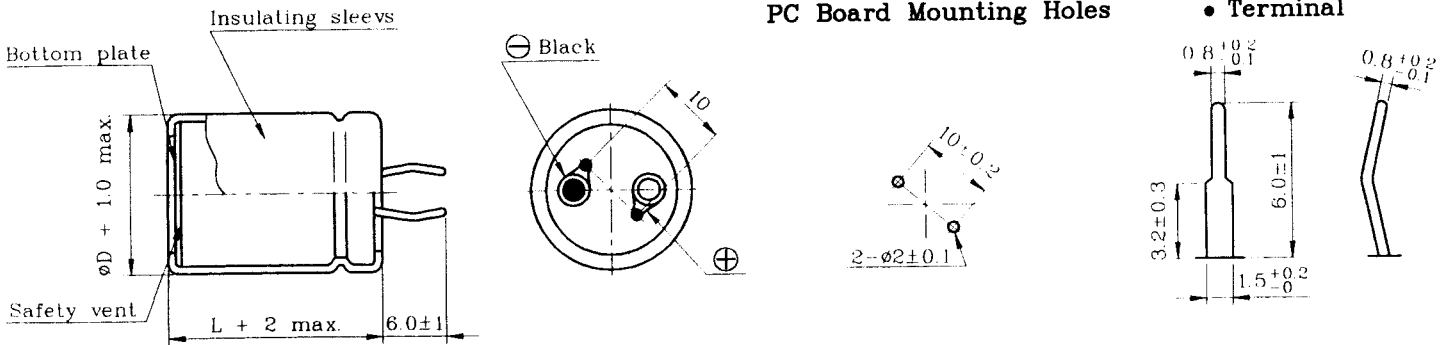 Insulating sleevs
Bottom plate
øD + 1.0 max.
Safety vent
L + 2 max.
6.0±1
⊖ Black
10
⊕
PC Board Mounting Holes
10±0.2
2-ø2±0.1
• Terminal
0.8 +0.2 -0.1
3.2±0.3
6.0±1
1.5 +0.2 -0
0.8 +0.2 -0.1